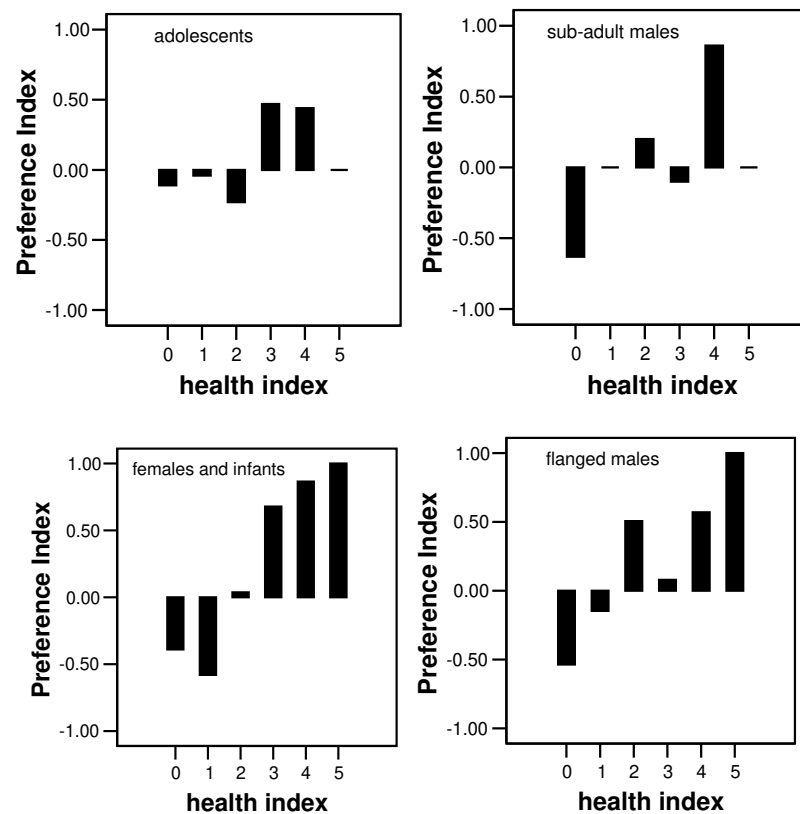 adolescents
Preference Index
1.00
0.50
0.00
-0.50
-1.00
0 1 2 3 4 5
health index
sub-adult males
Preference Index
1.00
0.50
0.00
-0.50
-1.00
0 1 2 3 4 5
health index
females and infants
Preference Index
1.00
0.50
0.00
-0.50
-1.00
0 1 2 3 4 5
health index
flanged males
Preference Index
1.00
0.50
0.00
-0.50
-1.00
0 1 2 3 4 5
health index